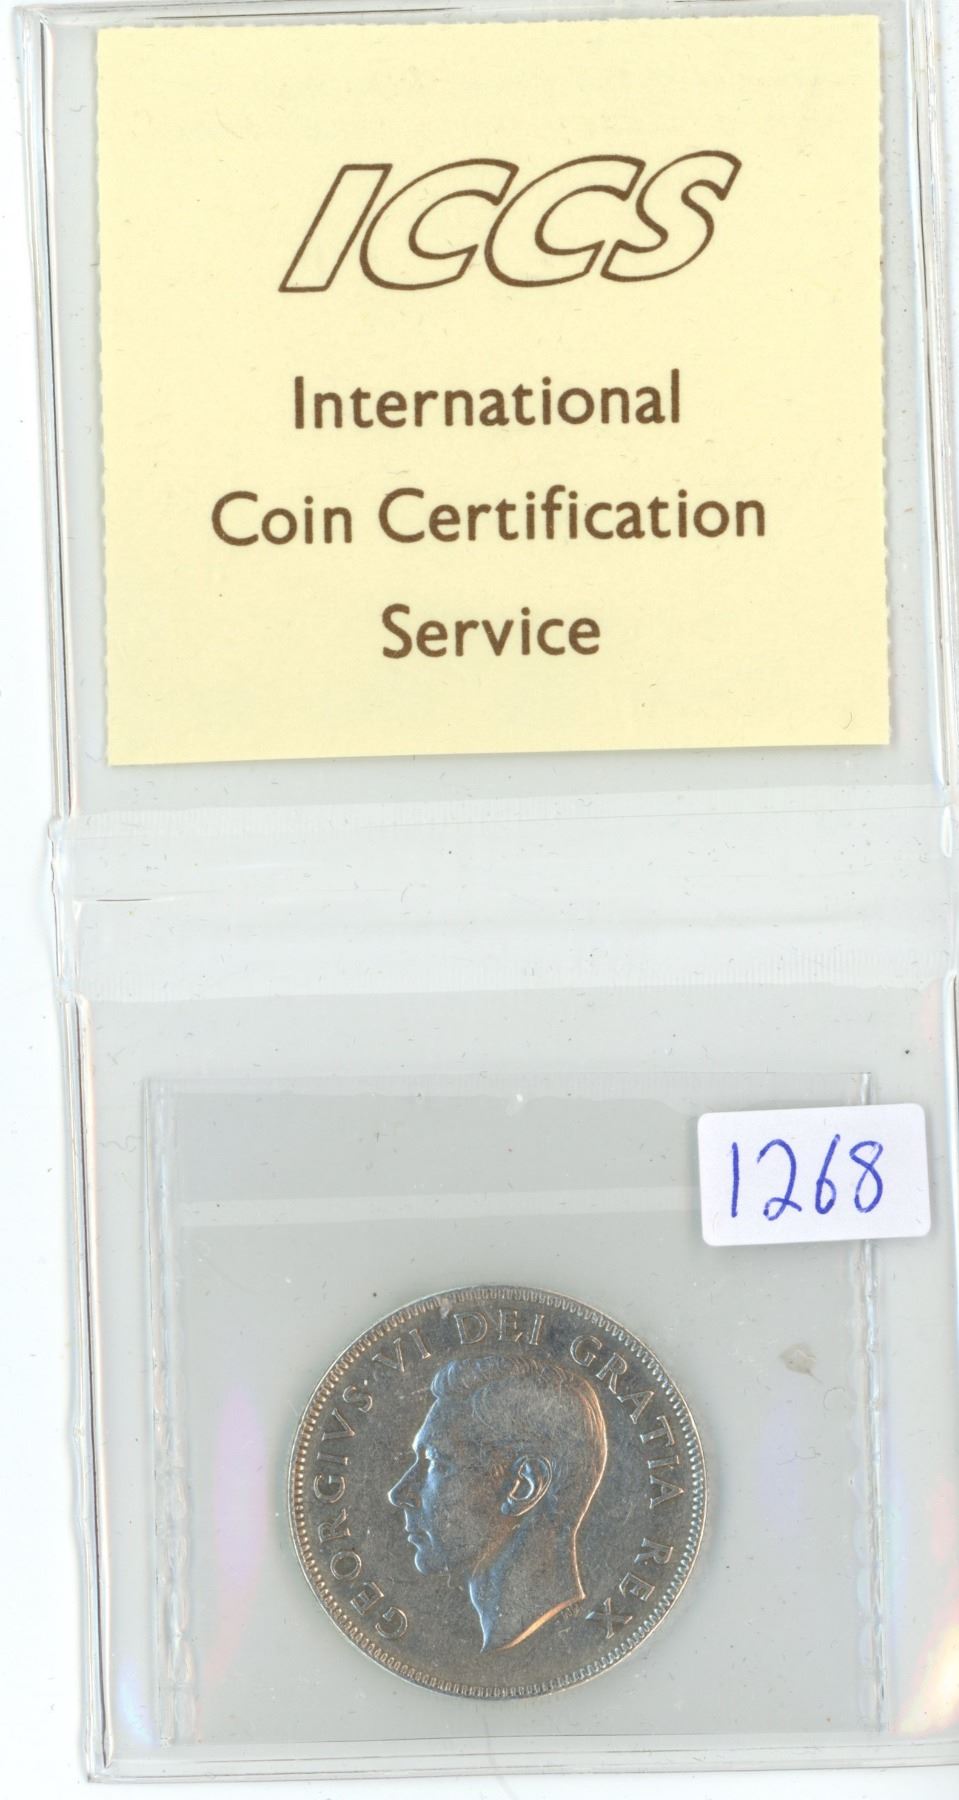 ICCS
International
Coin Certification
Service
1268
GEORGIVS·VI DEI GRATIA REX